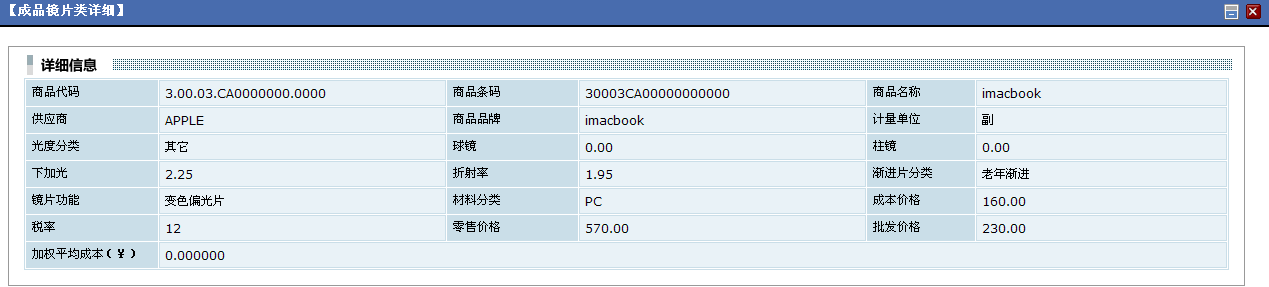 【成品镜片类详细】
详细信息
商品代码 3.00.03.CA0000000.0000 商品条码 30003CA00000000000 商品名称 imacbook
供应商 APPLE 商品品牌 imacbook 计量单位 副
光度分类 其它 球镜 0.00 柱镜 0.00
下加光 2.25 折射率 1.95 渐进片分类 老年渐进
镜片功能 变色偏光片 材料分类 PC 成本价格 160.00
税率 12 零售价格 570.00 批发价格 230.00
加权平均成本(￥) 0.000000